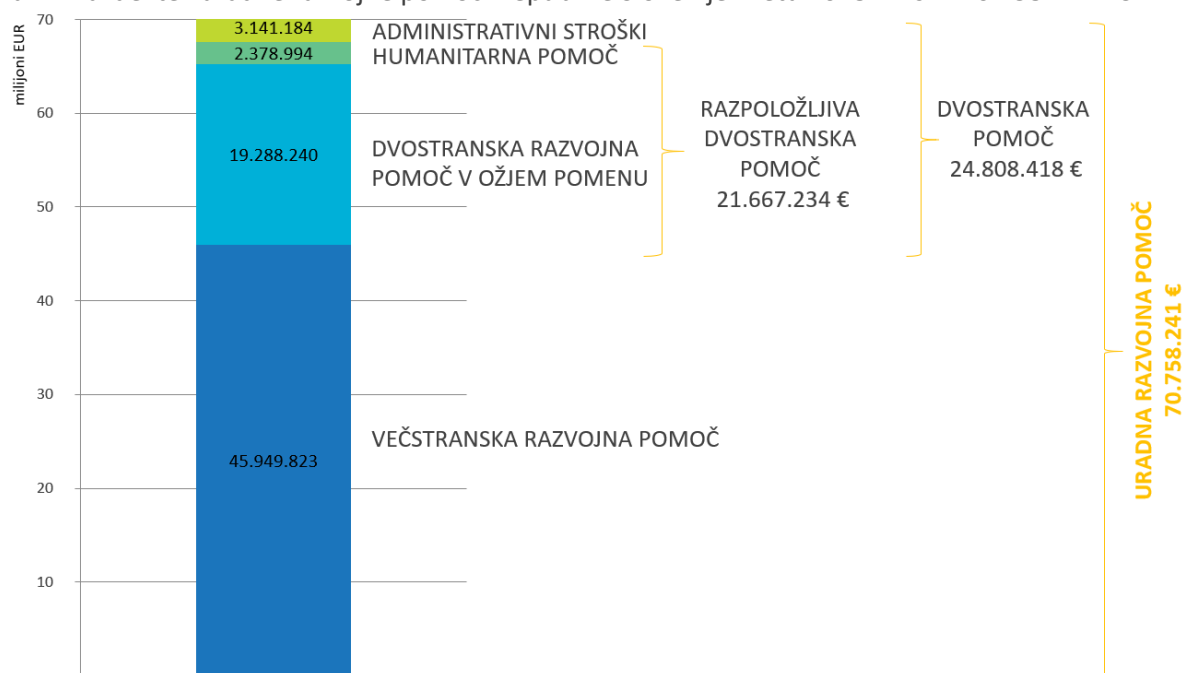 70
milijoni EUR
60
50
40
30
20
10
3.141.184
2.378.994
19.288.240
45.949.823
ADMINISTRATIVNI STROŠKI
HUMANITARNA POMOČ
DVOSTRANSKA RAZVOJNA
POMOČ V OŽJEM POMENU
VEČSTRANSKA RAZVOJNA POMOČ
RAZPOLOŽLJIVA
DVOSTRANSKA
POMOČ
21.667.234 €
DVOSTRANSKA
POMOČ
24.808.418 €
URADNA RAZVOJNA POMOČ
70.758.241 €